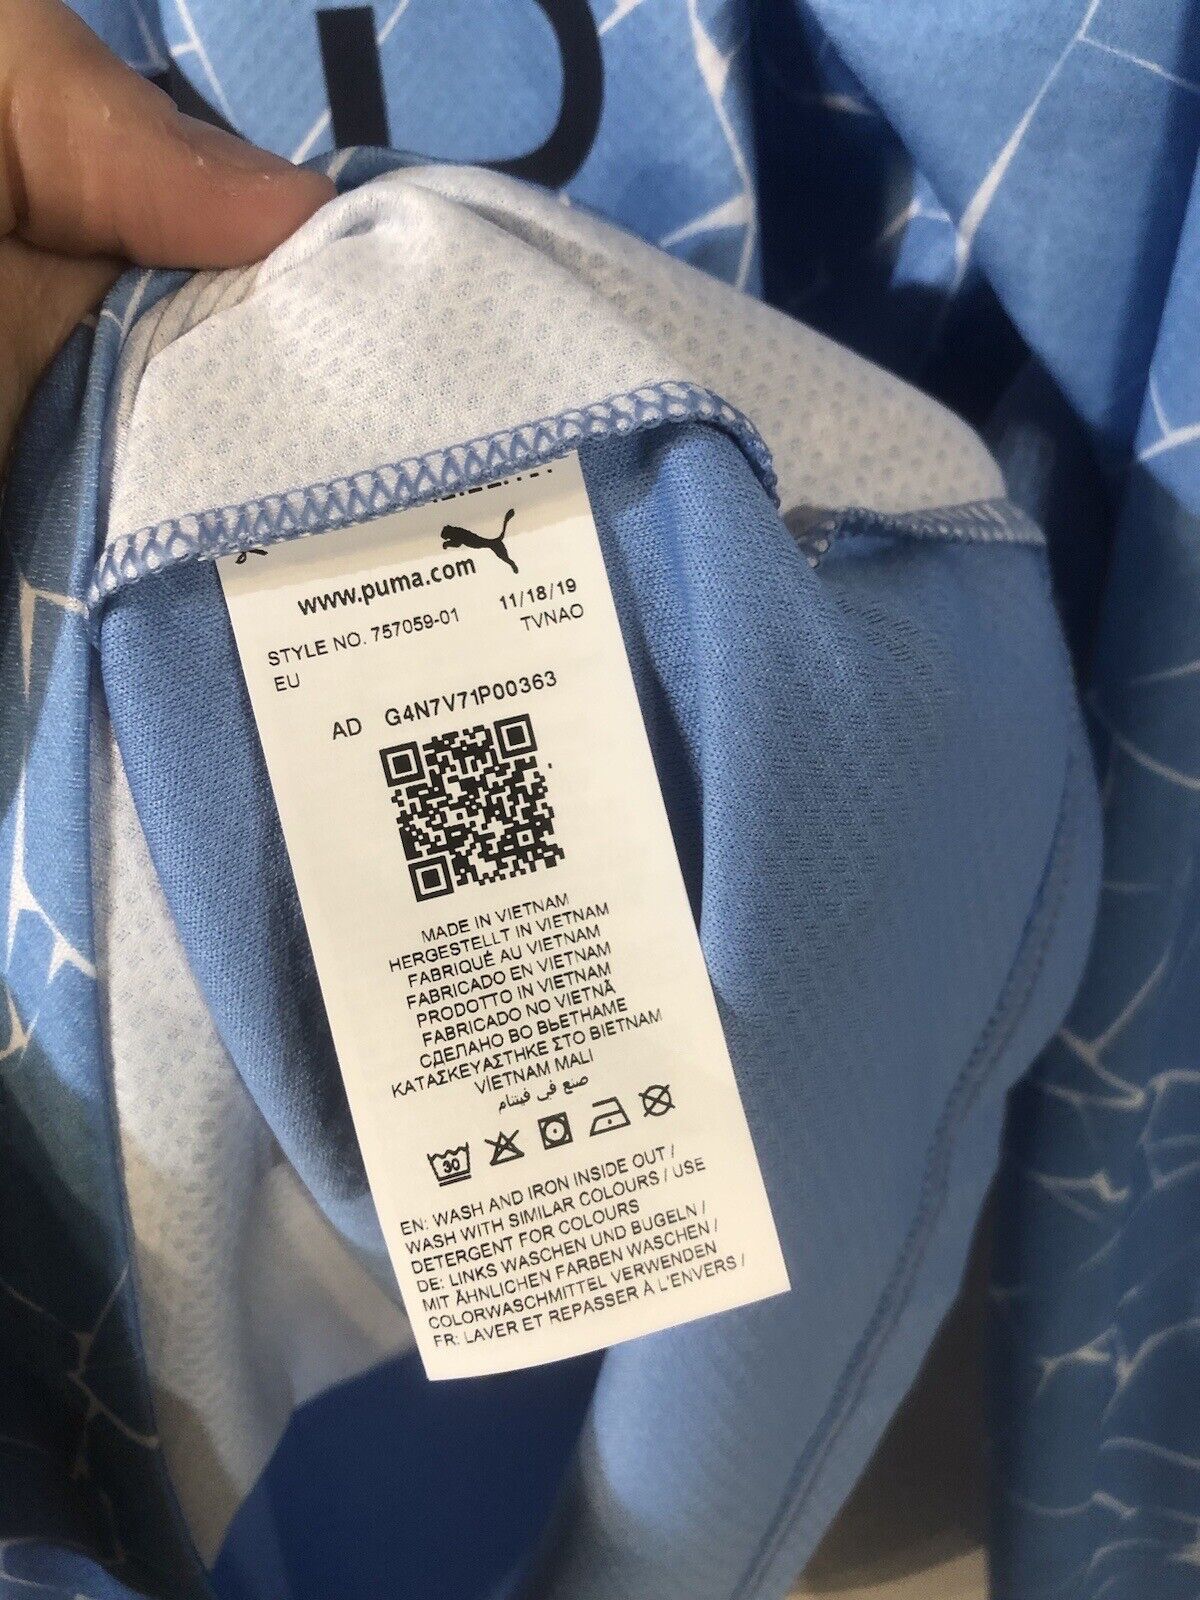 www.puma.com
STYLE NO. 757059-01 11/18/19
EU TVNAO
AD G4N7V71P00363
MADE IN VIETNAM
HERGESTELLT IN VIETNAM
FABRIQUÉ AU VIETNAM
FABRICADO EN VIETNAM
PRODOTTO IN VIETNAM
FABRICADO NO VIETNÃ
СДЕЛАНО ВО ВЬЕТНАМЕ
ΚΑΤΑΣΚΕΥΑΣΤΗΚΕ ΣΤΟ ΒΙΕΤΝΑΜ
VİETNAM MALI
صنع في فيتنام
30
EN: WASH AND IRON INSIDE OUT /
WASH WITH SIMILAR COLOURS / USE
DETERGENT FOR COLOURS
DE: LINKS WASCHEN UND BUGELN /
MIT ÄHNLICHEN FARBEN WASCHEN /
COLORWASCHMITTEL VERWENDEN
FR: LAVER ET REPASSER À L'ENVERS /